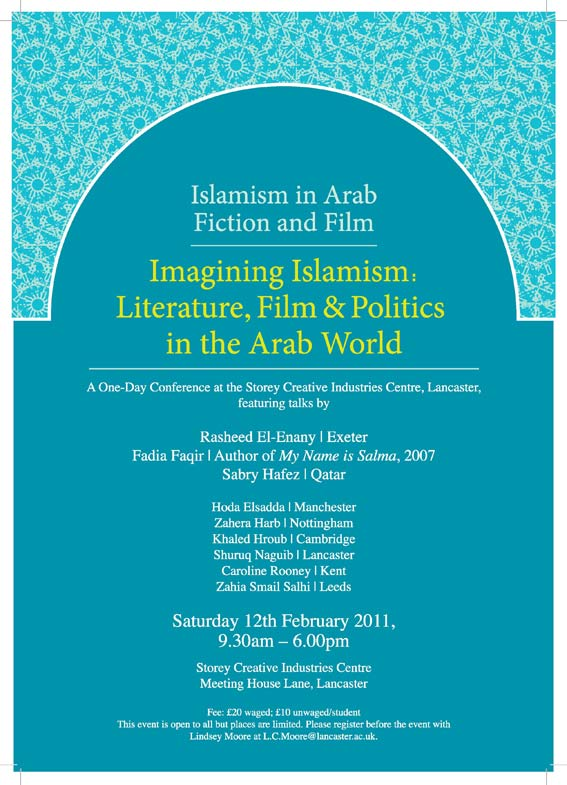 Islamism in Arab
Fiction and Film
Imagining Islamism:
Literature, Film & Politics
in the Arab World
A One-Day Conference at the Storey Creative Industries Centre, Lancaster,
featuring talks by
Rasheed El-Enany | Exeter
Fadia Faqir | Author of My Name is Salma, 2007
Sabry Hafez | Qatar
Hoda Elsadda | Manchester
Zahera Harb | Nottingham
Khaled Hroub | Cambridge
Shuruq Naguib | Lancaster
Caroline Rooney | Kent
Zahia Smail Salhi | Leeds
Saturday 12th February 2011,
9.30am – 6.00pm
Storey Creative Industries Centre
Meeting House Lane, Lancaster
Fee: £20 waged; £10 unwaged/student
This event is open to all but places are limited. Please register before the event with
Lindsey Moore at L.C.Moore@lancaster.ac.uk.